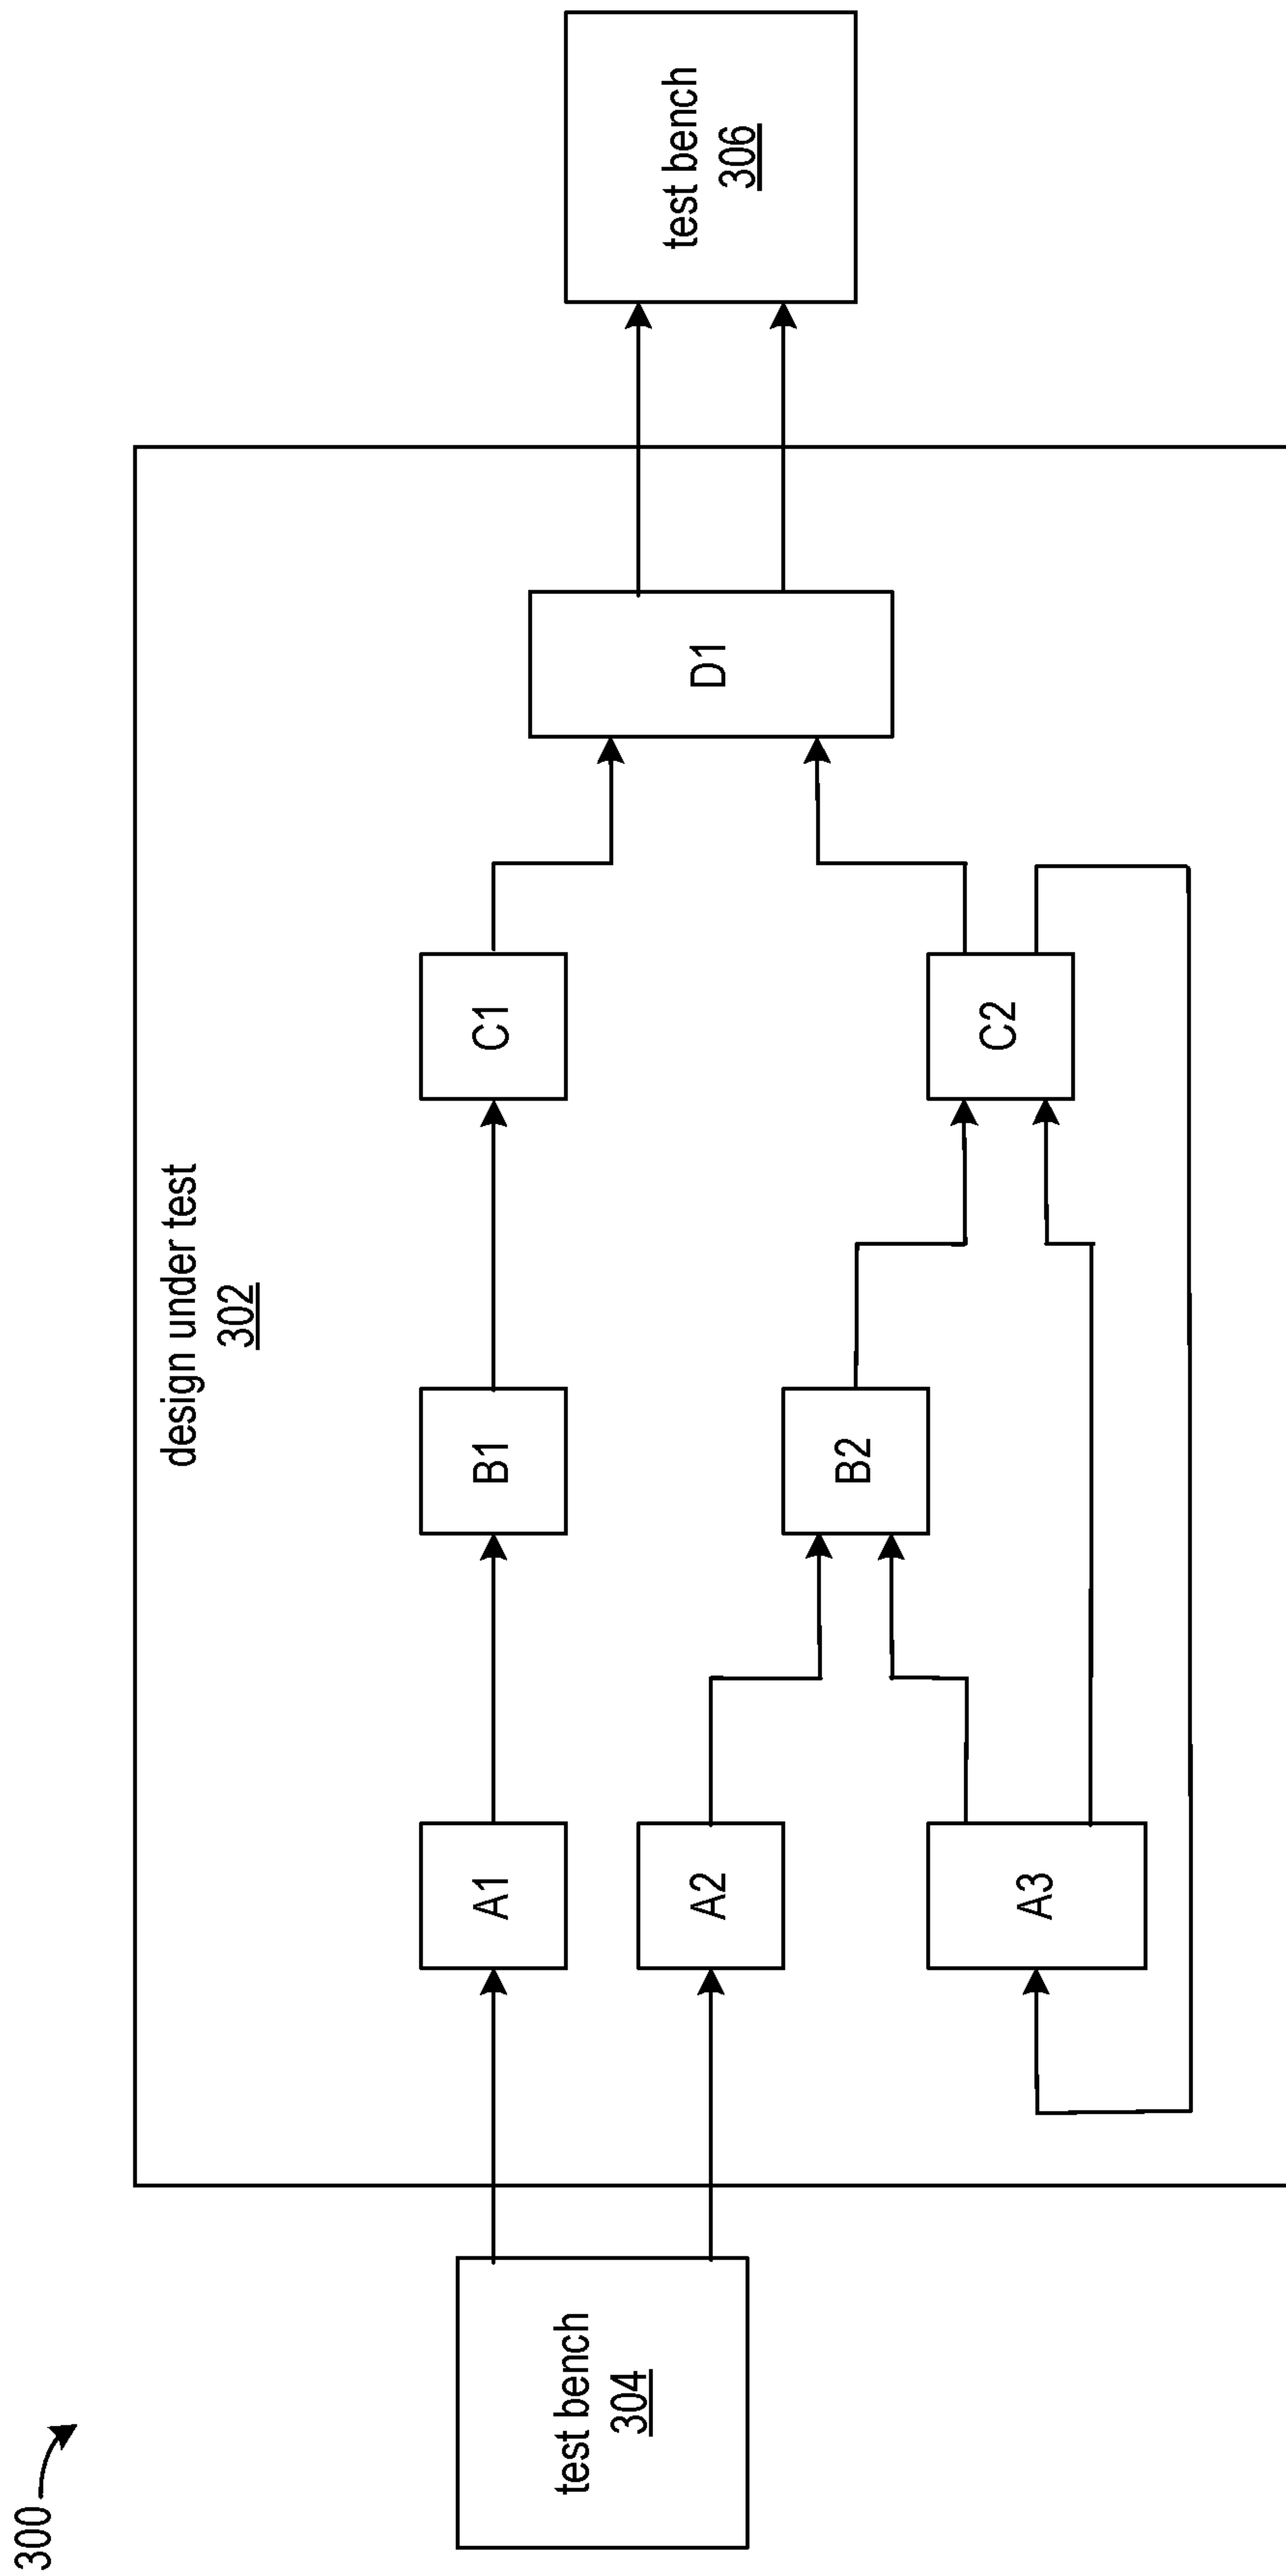 300
design under test
302
test bench
304
A1
B1
C1
A2
B2
A3
C2
D1
test bench
306